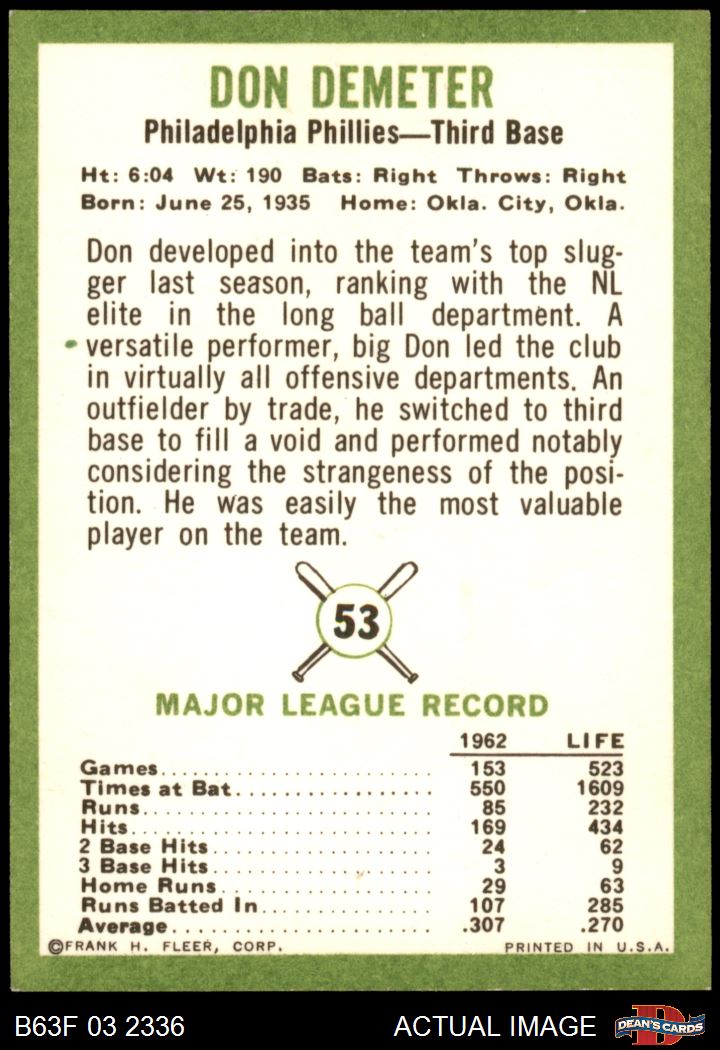 DON DEMETER
Philadelphia Phillies—Third Base
Ht: 6:04 Wt: 190 Bats: Right Throws: Right
Born: June 25, 1935 Home: Okla. City, Okla.
Don developed into the team's top slug-
ger last season, ranking with the NL
elite in the long ball department. A
versatile performer, big Don led the club
in virtually all offensive departments. An
outfielder by trade, he switched to third
base to fill a void and performed notably
considering the strangeness of the posi-
tion. He was easily the most valuable
player on the team.
53
MAJOR LEAGUE RECORD
1962 LIFE
Games 153 523
Times at Bat 550 1609
Runs 85 232
Hits 169 434
2 Base Hits 24 62
3 Base Hits 3 9
Home Runs 29 63
Runs Batted In 107 285
Average .307 .270
©FRANK H. FLEER, CORP. PRINTED IN U.S.A.
B63F 03 2336 ACTUAL IMAGE D DEAN'S CARDS